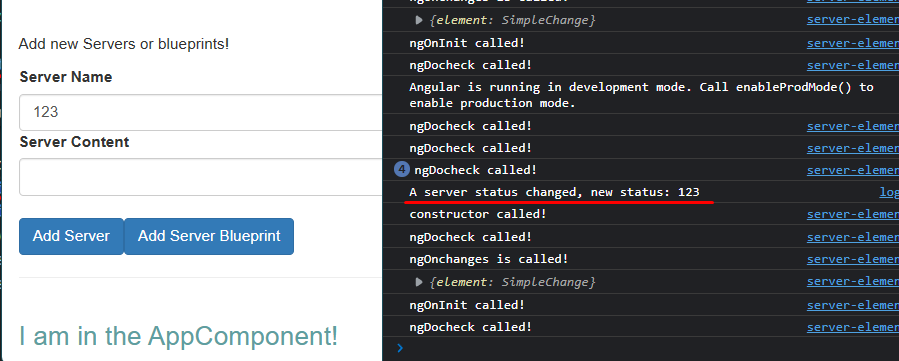 Add new Servers or blueprints!
Server Name
123
Server Content
Add Server
Add Server Blueprint
I am in the AppComponent!
{element: SimpleChange}
server-elemen
ngOnInit called!
server-elemen
ngDocheck called!
server-elemen
Angular is running in development mode. Call enableProdMode() to
enable production mode.
ngDocheck called!
server-elemen
ngDocheck called!
server-elemen
4
ngDocheck called!
server-elemen
A server status changed, new status: 123
log
constructor called!
server-elemen
ngDocheck called!
server-elemen
ngOnchanges is called!
server-elemen
{element: SimpleChange}
server-elemen
ngOnInit called!
server-elemen
ngDocheck called!
server-elemen